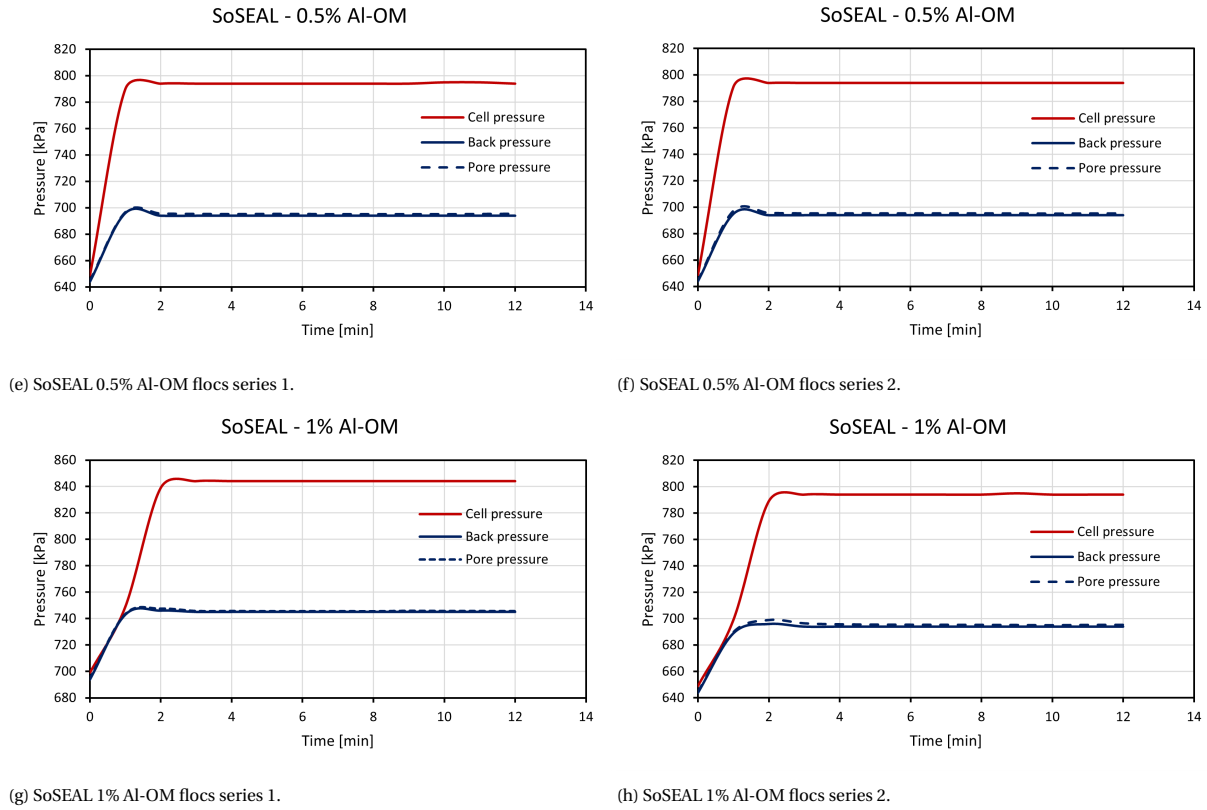 SoSEAL - 0.5% Al-OM
820
800
780
760
740
720
700
680
660
640
Pressure [kPa]
Cell pressure
Back pressure
Pore pressure
0 2 4 6 8 10 12 14
Time [min]
(e) SoSEAL 0.5% Al-OM flocs series 1.
SoSEAL - 0.5% Al-OM
820
800
780
760
740
720
700
680
660
640
Pressure [kPa]
Cell pressure
Back pressure
Pore pressure
0 2 4 6 8 10 12 14
Time [min]
(f) SoSEAL 0.5% Al-OM flocs series 2.
SoSEAL - 1% Al-OM
860
840
820
800
780
760
740
720
700
680
Pressure [kPa]
Cell pressure
Back pressure
Pore pressure
0 2 4 6 8 10 12 14
Time [min]
(g) SoSEAL 1% Al-OM flocs series 1.
SoSEAL - 1% Al-OM
820
800
780
760
740
720
700
680
660
640
Pressure [kPa]
Cell pressure
Back pressure
Pore pressure
0 2 4 6 8 10 12 14
Time [min]
(h) SoSEAL 1% Al-OM flocs series 2.